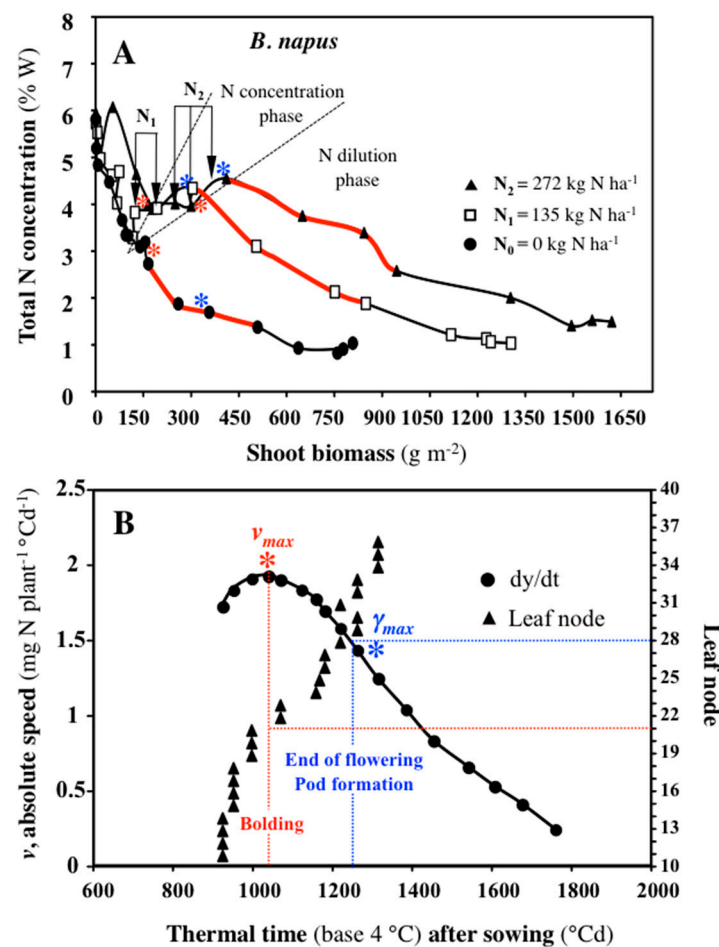 B. napus
A
N concentration
phase
N dilution
phase
N₁
N₂
N₂ = 272 kg N ha⁻¹
N₁ = 135 kg N ha⁻¹
N₀ = 0 kg N ha⁻¹
Total N concentration (% W)
8
7
6
5
4
3
2
1
0
0 150 300 450 600 750 900 1050 1200 1350 1500 1650
Shoot biomass (g m⁻²)
B
νmax
γmax
dy/dt
Leaf node
End of flowering
Pod formation
Bolding
ν, absolute speed (mg N plant⁻¹ °Cd⁻¹)
2.5
2
1.5
1
0.5
0
Leaf node
40
37
34
31
28
25
22
19
16
13
10
600 800 1000 1200 1400 1600 1800 2000
Thermal time (base 4 °C) after sowing (°Cd)